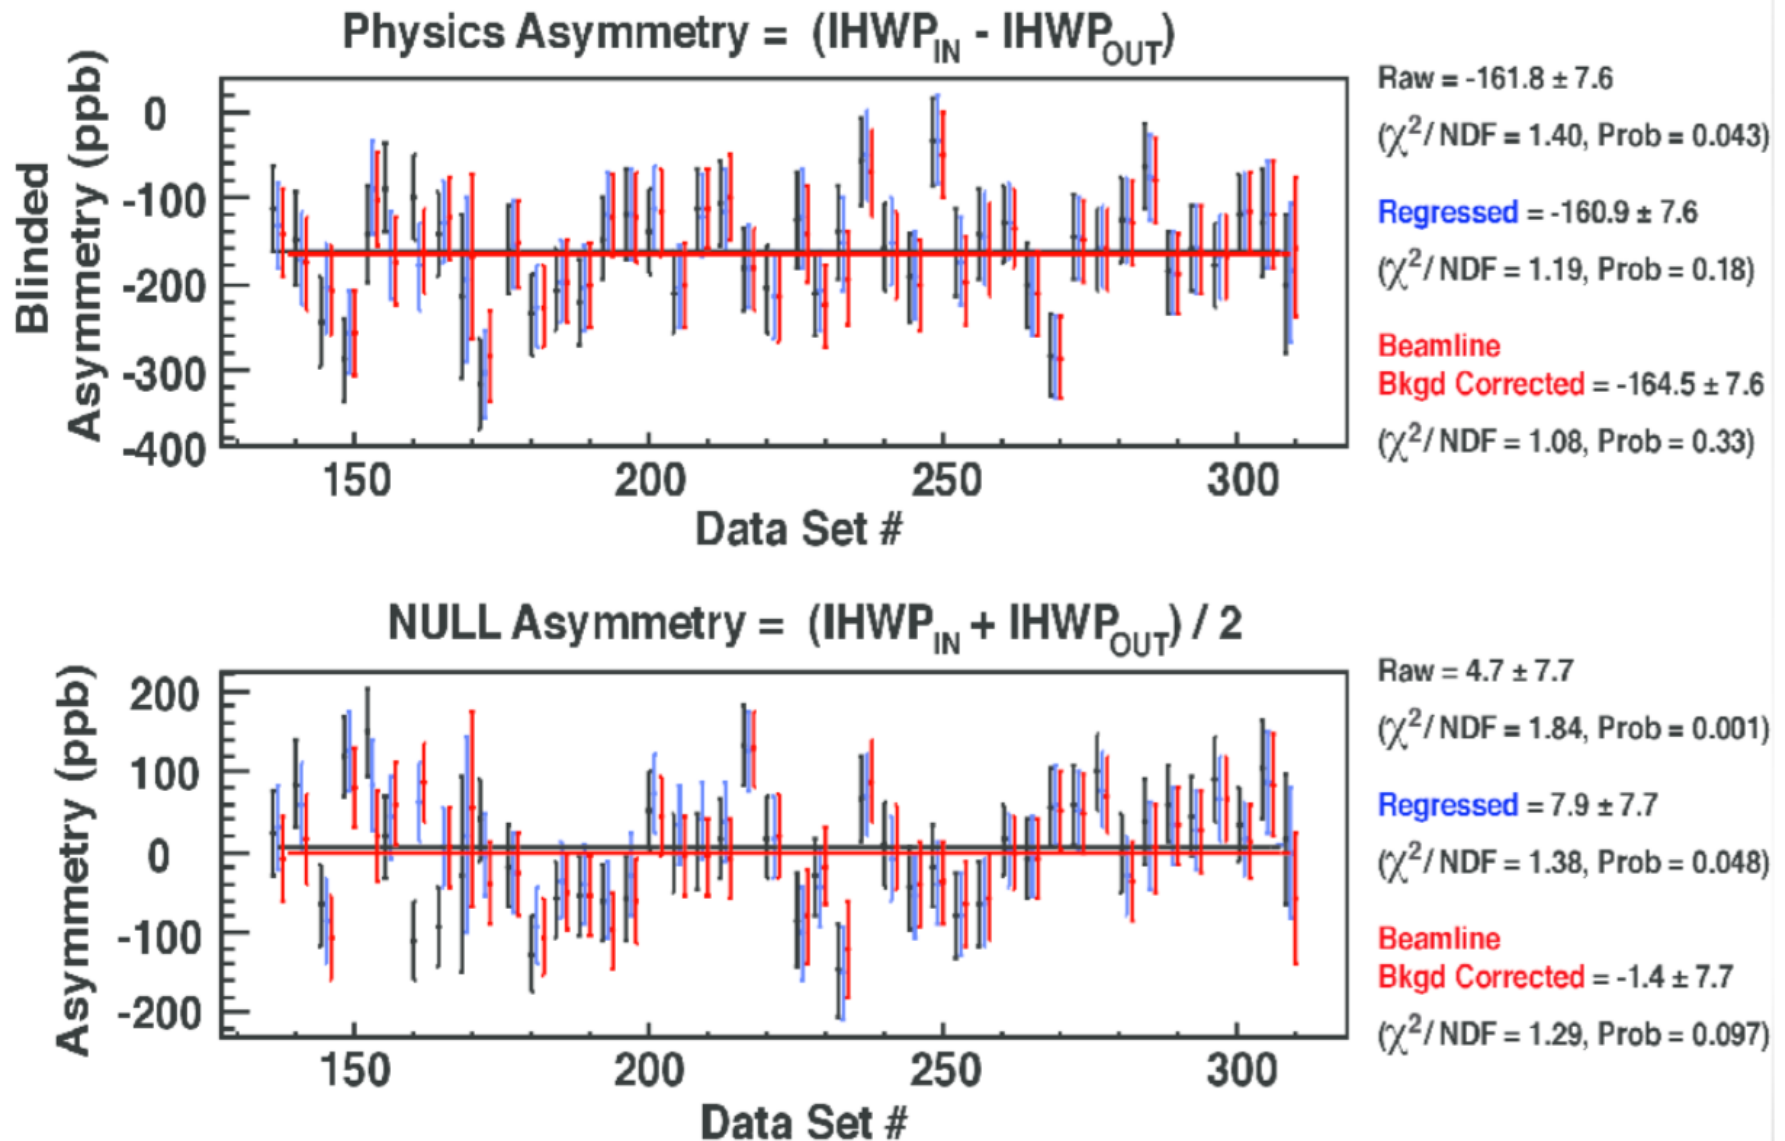 Physics Asymmetry = (IHWP_IN - IHWP_OUT)
Blinded
Asymmetry (ppb)
0
-100
-200
-300
-400
150 200 250 300
Data Set #
Raw = -161.8 ± 7.6
(χ²/ NDF = 1.40, Prob = 0.043)
Regressed = -160.9 ± 7.6
(χ²/ NDF = 1.19, Prob = 0.18)
Beamline
Bkgd Corrected = -164.5 ± 7.6
(χ²/ NDF = 1.08, Prob = 0.33)
NULL Asymmetry = (IHWP_IN + IHWP_OUT) / 2
Asymmetry (ppb)
200
100
0
-100
-200
150 200 250 300
Data Set #
Raw = 4.7 ± 7.7
(χ²/ NDF = 1.84, Prob = 0.001)
Regressed = 7.9 ± 7.7
(χ²/ NDF = 1.38, Prob = 0.048)
Beamline
Bkgd Corrected = -1.4 ± 7.7
(χ²/ NDF = 1.29, Prob = 0.097)